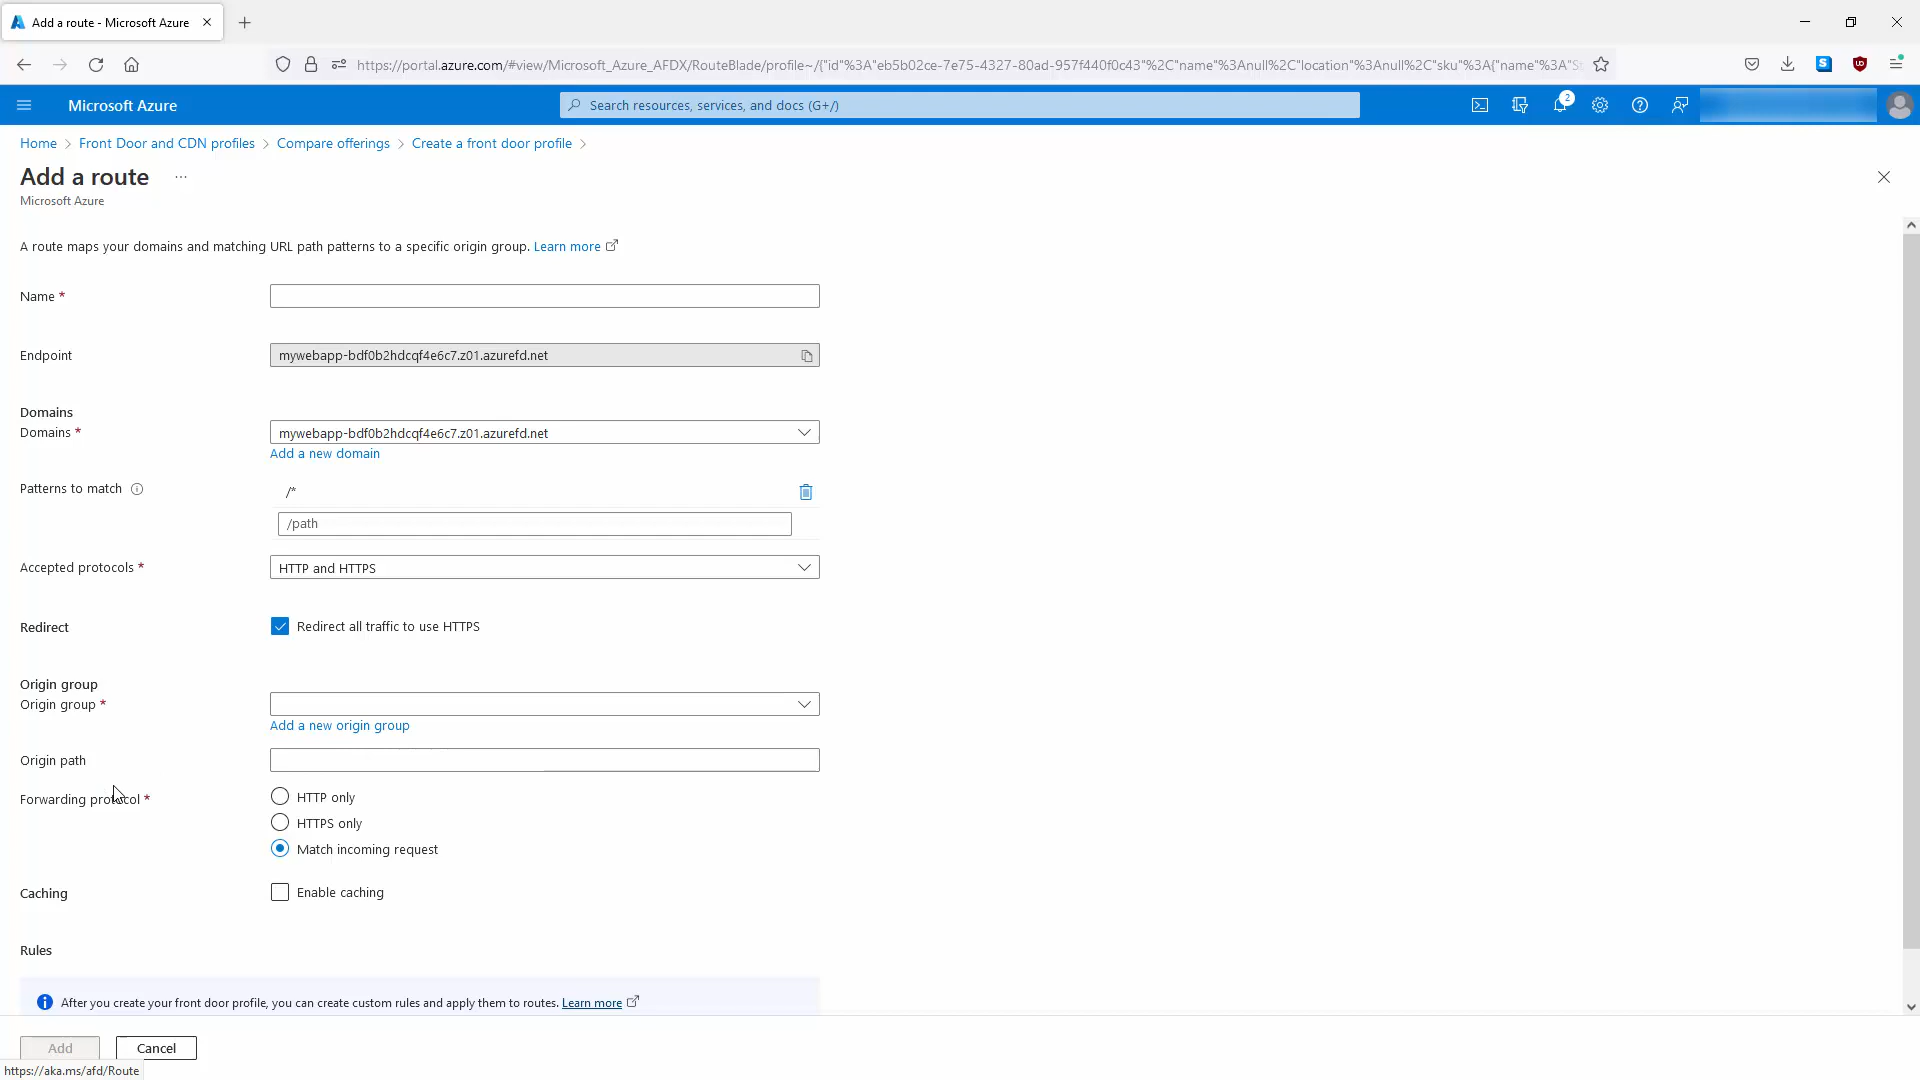 Add a route - Microsoft Azure
https://portal.azure.com/#view/Microsoft_Azure_AFDX/RouteBlade/profile~/{"id"%3A"eb5b02ce-7e75-4327-80ad-957f440f0c43"%2C"name"%3Anull%2C"location"%3Anull%2C"sku"%3A{"name"%3A"S
Microsoft Azure
Search resources, services, and docs (G+/)
2
Home > Front Door and CDN profiles > Compare offerings > Create a front door profile >
Add a route ...
Microsoft Azure
A route maps your domains and matching URL path patterns to a specific origin group. Learn more
Name *
Endpoint
mywebapp-bdf0b2hdcqf4e6c7.z01.azurefd.net
Domains
Domains *
mywebapp-bdf0b2hdcqf4e6c7.z01.azurefd.net
Add a new domain
Patterns to match
/*
/path
Accepted protocols *
HTTP and HTTPS
Redirect
Redirect all traffic to use HTTPS
Origin group
Origin group *
Add a new origin group
Origin path
Forwarding protocol *
HTTP only
HTTPS only
Match incoming request
Caching
Enable caching
Rules
After you create your front door profile, you can create custom rules and apply them to routes. Learn more
Add
Cancel
https://aka.ms/afd/Route